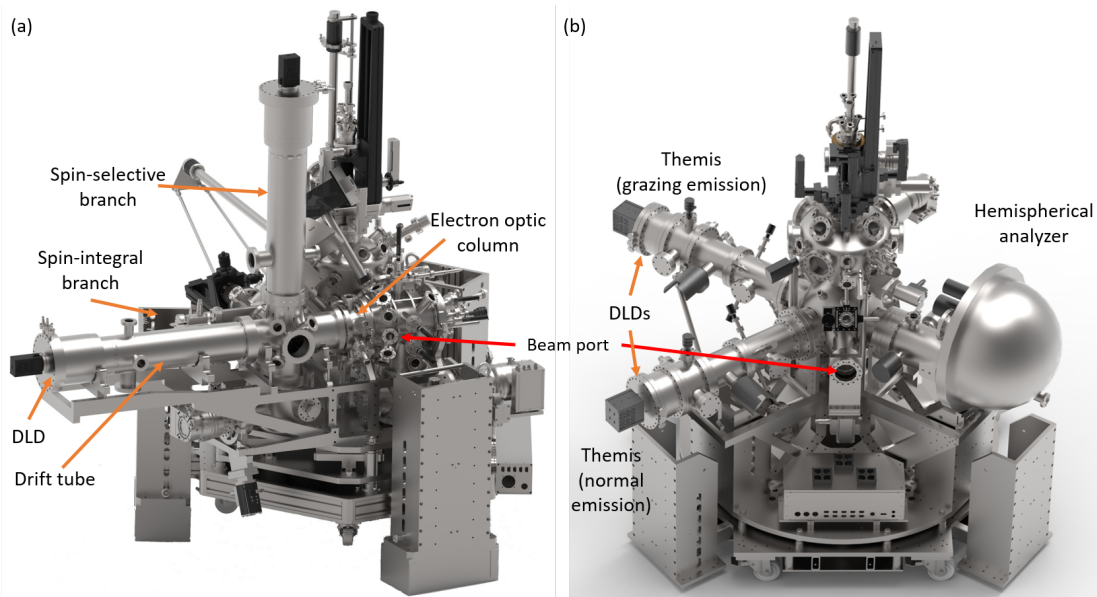 (a)
Spin-selective
branch
Spin-integral
branch
Electron optic
column
DLD
Drift tube
Beam port
(b)
Themis
(grazing emission)
Hemispherical
analyzer
DLDs
Themis
(normal
emission)